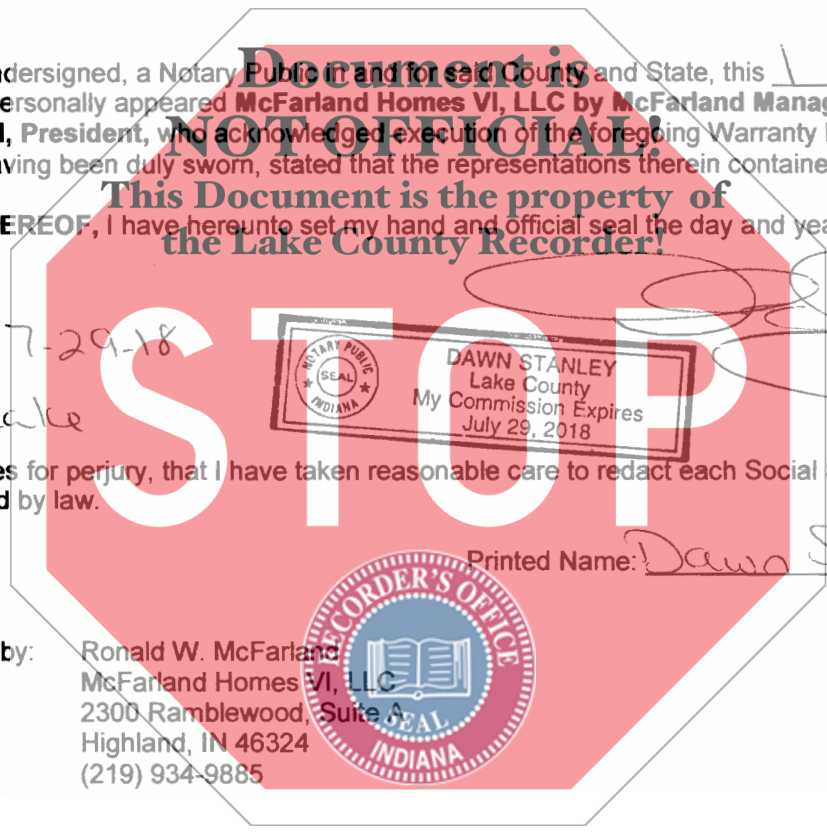 Document is
NOT OFFICIAL!
This Document is the property of
the Lake County Recorder!
STOP
dersigned, a Notary Public in and for said County and State, this
ersonally appeared McFarland Homes VI, LLC by McFarland Manag
, President, who acknowledged execution of the foregoing Warranty
ving been duly sworn, stated that the representations therein containe
EREOF, I have hereunto set my hand and official seal the day and yea
7-29-18
NOTARY PUBLIC
SEAL
INDIANA
DAWN STANLEY
Lake County
My Commission Expires
July 29, 2018
ake
es for perjury, that I have taken reasonable care to redact each Social
d by law.
Printed Name: Dawn S
RECORDER'S OFFICE
SEAL
INDIANA
by: Ronald W. McFarland
McFarland Homes VI, LLC
2300 Ramblewood, Suite A
Highland, IN 46324
(219) 934-9885